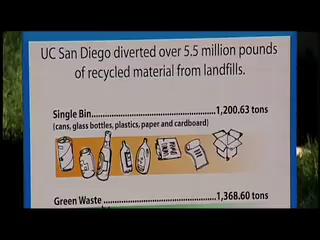 UC San Diego diverted over 5.5 million pounds
of recycled material from landfills.
Single Bin..........................................1,200.63 tons
(cans, glass bottles, plastics, paper and cardboard)
Green Waste ........................................1,368.60 tons